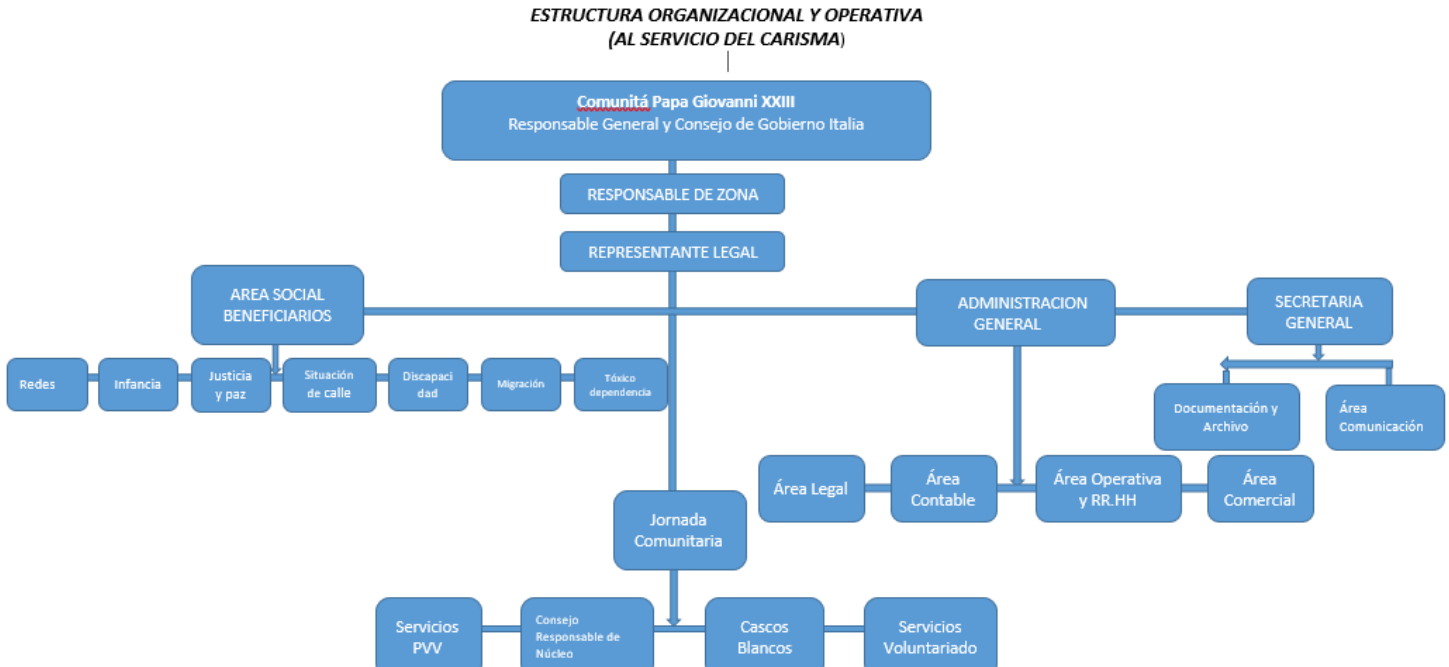 ESTRUCTURA ORGANIZACIONAL Y OPERATIVA
(AL SERVICIO DEL CARISMA)
Comunitá Papa Giovanni XXIII
Responsable General y Consejo de Gobierno Italia
RESPONSABLE DE ZONA
REPRESENTANTE LEGAL
AREA SOCIAL
BENEFICIARIOS
ADMINISTRACION
GENERAL
SECRETARIA
GENERAL
Redes
Infancia
Justicia
y paz
Situación
de calle
Discapaci
dad
Migración
Tóxico
dependencia
Documentación y
Archivo
Área
Comunicación
Área Legal
Área
Contable
Área Operativa
y RR.HH
Área
Comercial
Jornada
Comunitaria
Servicios
PVV
Consejo
Responsable de
Núcleo
Cascos
Blancos
Servicios
Voluntariado